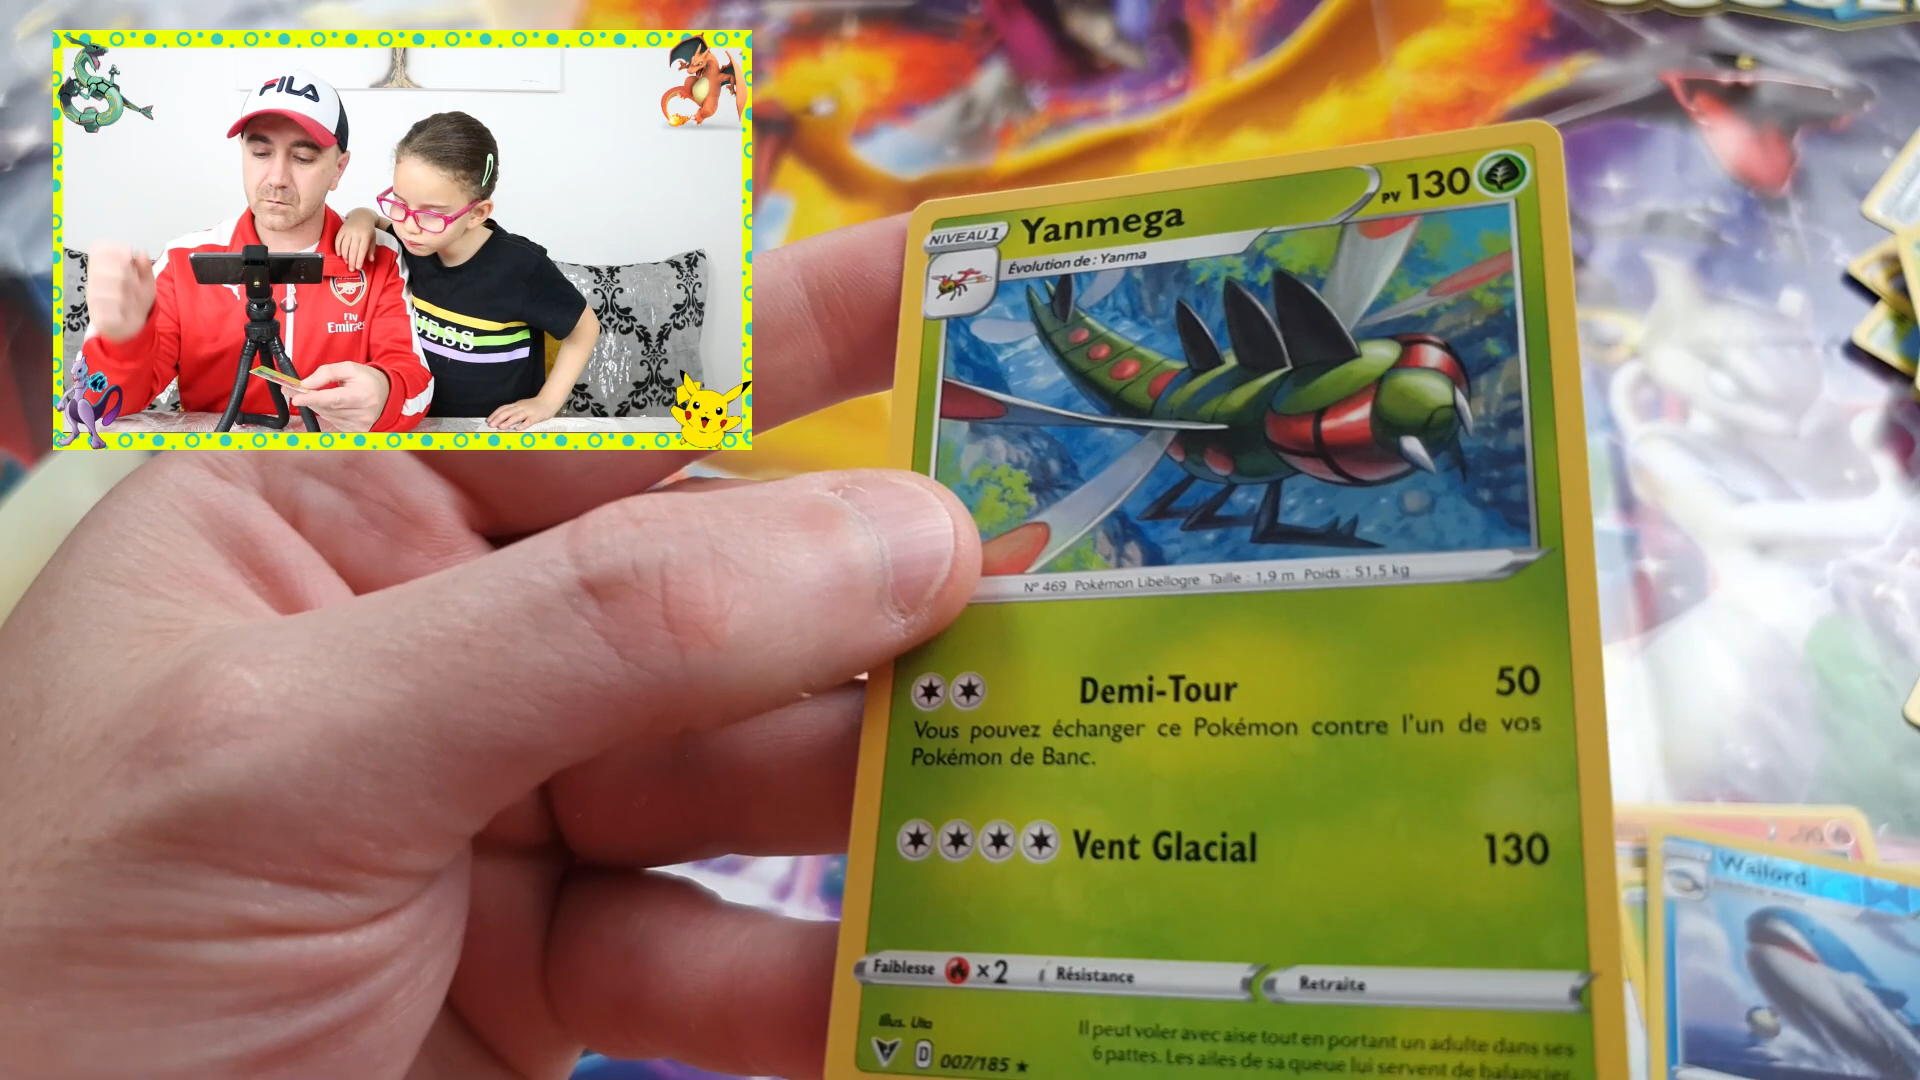 FILA
Fly
Emirates
UESS
NIVEAU 1
Yanmega
PV 130
Évolution de : Yanma
N° 469 Pokémon Libellogre Taille : 1,9 m Poids : 51,5 kg
Demi-Tour 50
Vous pouvez échanger ce Pokémon contre l'un de vos
Pokémon de Banc.
Vent Glacial 130
Faiblesse ×2 Résistance Retraite
Illus. Uta
D 007/185 ★
Il peut voler avec aise tout en portant un adulte dans ses
6 pattes. Les ailes de sa queue lui servent de balancier.
Wailord